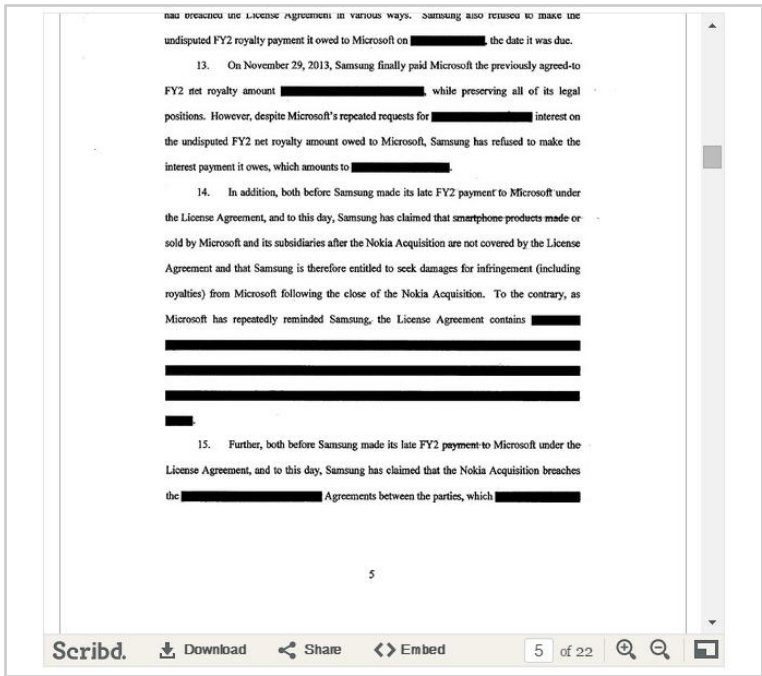 had breached the License Agreement in various ways. Samsung also refused to make the
undisputed FY2 royalty payment it owed to Microsoft on , the date it was due.
13. On November 29, 2013, Samsung finally paid Microsoft the previously agreed-to
FY2 net royalty amount , while preserving all of its legal
positions. However, despite Microsoft's repeated requests for interest on
the undisputed FY2 net royalty amount owed to Microsoft, Samsung has refused to make the
interest payment it owes, which amounts to .
14. In addition, both before Samsung made its late FY2 payment to Microsoft under
the License Agreement, and to this day, Samsung has claimed that smartphone products made or
sold by Microsoft and its subsidiaries after the Nokia Acquisition are not covered by the License
Agreement and that Samsung is therefore entitled to seek damages for infringement (including
royalties) from Microsoft following the close of the Nokia Acquisition. To the contrary, as
Microsoft has repeatedly reminded Samsung, the License Agreement contains
.
15. Further, both before Samsung made its late FY2 payment to Microsoft under the
License Agreement, and to this day, Samsung has claimed that the Nokia Acquisition breaches
the Agreements between the parties, which
5
Scribd. Download Share Embed 5 of 22